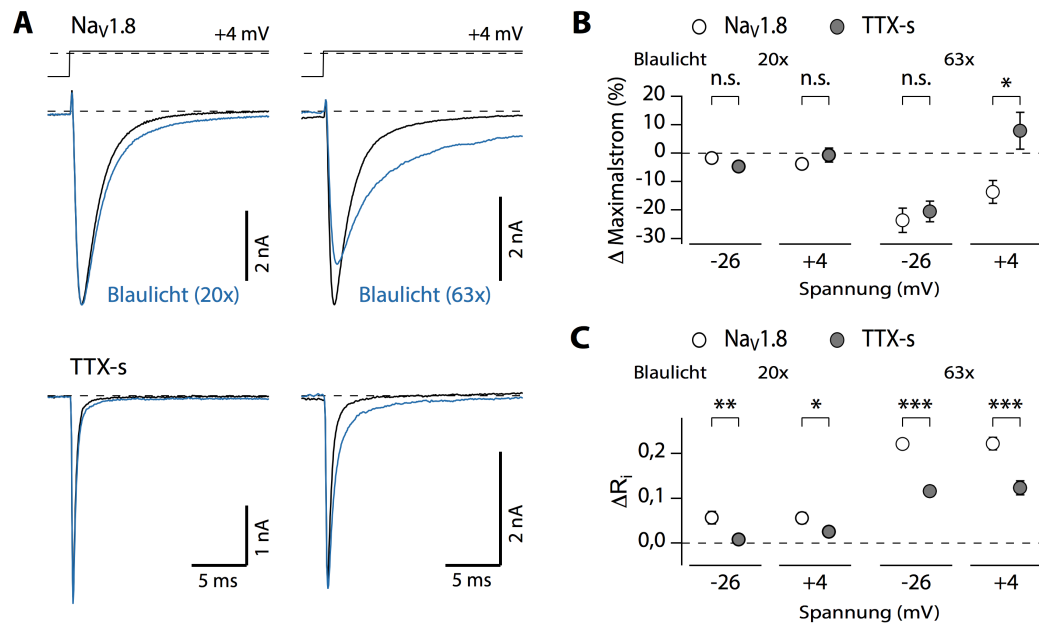 A
NaV1.8
+4 mV
+4 mV
2 nA
2 nA
Blaulicht (20x)
Blaulicht (63x)
TTX-s
1 nA
2 nA
5 ms
5 ms
B
NaV1.8
TTX-s
Blaulicht
20x
63x
n.s.
n.s.
n.s.
*
Δ Maximalstrom (%)
20
10
0
-10
-20
-30
-26
+4
-26
+4
Spannung (mV)
C
NaV1.8
TTX-s
Blaulicht
20x
63x
**
*
***
***
ΔRi
0,2
0,1
0,0
-26
+4
-26
+4
Spannung (mV)